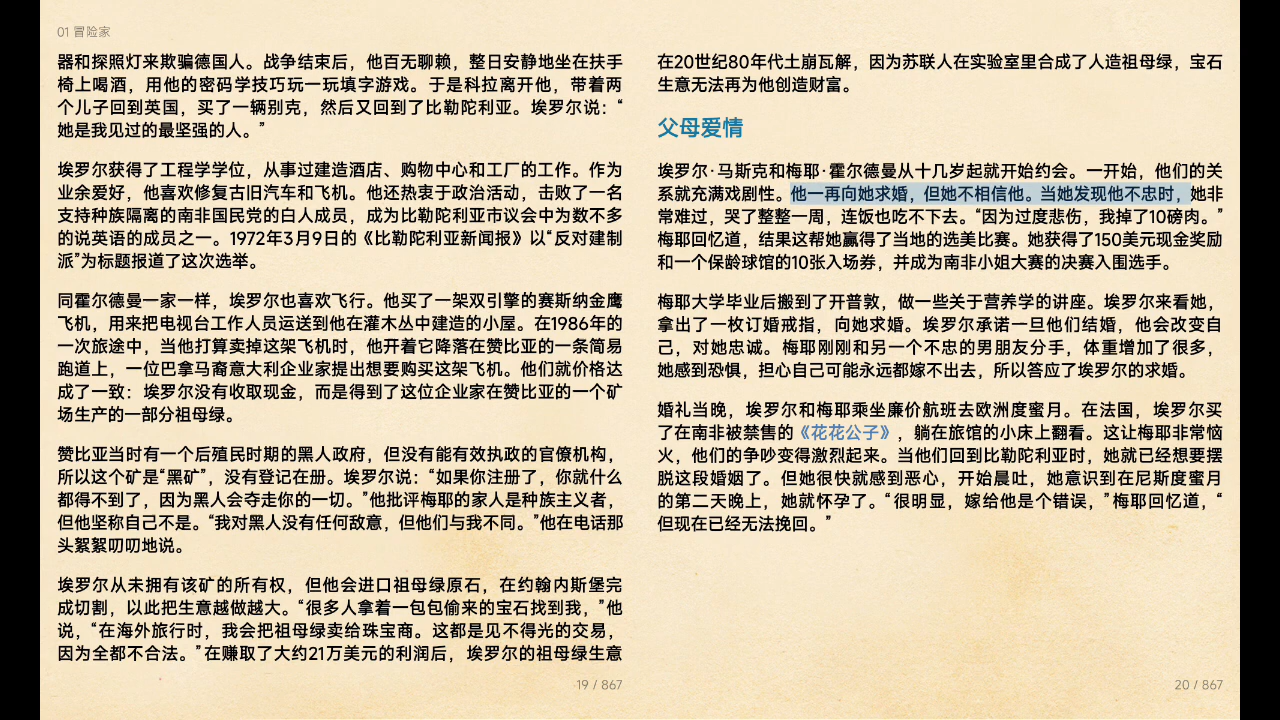 01 冒险家
器和探照灯来欺骗德国人。战争结束后，他百无聊赖，整日安静地坐在扶手
椅上喝酒，用他的密码学技巧玩一玩填字游戏。于是科拉离开他，带着两
个儿子回到英国，买了一辆别克，然后又回到了比勒陀利亚。埃罗尔说：“
她是我见过的最坚强的人。”
埃罗尔获得了工程学学位，从事过建造酒店、购物中心和工厂的工作。作为
业余爱好，他喜欢修复古旧汽车和飞机。他还热衷于政治活动，击败了一名
支持种族隔离的南非国民党的白人成员，成为比勒陀利亚市议会中为数不多
的说英语的成员之一。1972年3月9日的《比勒陀利亚新闻报》以“反对建制
派”为标题报道了这次选举。
同霍尔德曼一家一样，埃罗尔也喜欢飞行。他买了一架双引擎的赛斯纳金鹰
飞机，用来把电视台工作人员运送到他在灌木丛中建造的小屋。在1986年的
一次旅途中，当他打算卖掉这架飞机时，他开着它降落在赞比亚的一条简易
跑道上，一位巴拿马裔意大利企业家提出想要购买这架飞机。他们就价格达
成了一致：埃罗尔没有收取现金，而是得到了这位企业家在赞比亚的一个矿
场生产的一部分祖母绿。
赞比亚当时有一个后殖民时期的黑人政府，但没有能有效执政的官僚机构，
所以这个矿是“黑矿”，没有登记在册。埃罗尔说：“如果你注册了，你就什么
都得不到了，因为黑人会夺走你的一切。”他批评梅耶的家人是种族主义者，
但他坚称自己不是。“我对黑人没有任何敌意，但他们与我不同。”他在电话那
头絮絮叨叨地说。
埃罗尔从未拥有该矿的所有权，但他会进口祖母绿原石，在约翰内斯堡完
成切割，以此把生意越做越大。“很多人拿着一包包偷来的宝石找到我，”他
说，“在海外旅行时，我会把祖母绿卖给珠宝商。这都是见不得光的交易，
因为全都不合法。”在赚取了大约21万美元的利润后，埃罗尔的祖母绿生意
19 / 867
在20世纪80年代土崩瓦解，因为苏联人在实验室里合成了人造祖母绿，宝石
生意无法再为他创造财富。
父母爱情
埃罗尔·马斯克和梅耶·霍尔德曼从十几岁起就开始约会。一开始，他们的关
系就充满戏剧性。他一再向她求婚，但她不相信他。当她发现他不忠时，她非
常难过，哭了整整一周，连饭也吃不下去。“因为过度悲伤，我掉了10磅肉。”
梅耶回忆道，结果这帮她赢得了当地的选美比赛。她获得了150美元现金奖励
和一个保龄球馆的10张入场券，并成为南非小姐大赛的决赛入围选手。
梅耶大学毕业后搬到了开普敦，做一些关于营养学的讲座。埃罗尔来看她，
拿出了一枚订婚戒指，向她求婚。埃罗尔承诺一旦他们结婚，他会改变自
己，对她忠诚。梅耶刚刚和另一个不忠的男朋友分手，体重增加了很多，
她感到恐惧，担心自己可能永远都嫁不出去，所以答应了埃罗尔的求婚。
婚礼当晚，埃罗尔和梅耶乘坐廉价航班去欧洲度蜜月。在法国，埃罗尔买
了在南非被禁售的《花花公子》，躺在旅馆的小床上翻看。这让梅耶非常恼
火，他们的争吵变得激烈起来。当他们回到比勒陀利亚时，她就已经想要摆
脱这段婚姻了。但她很快就感到恶心，开始晨吐，她意识到在尼斯度蜜月
的第二天晚上，她就怀孕了。“很明显，嫁给他是个错误，”梅耶回忆道，“
但现在已经无法挽回。”
20 / 867